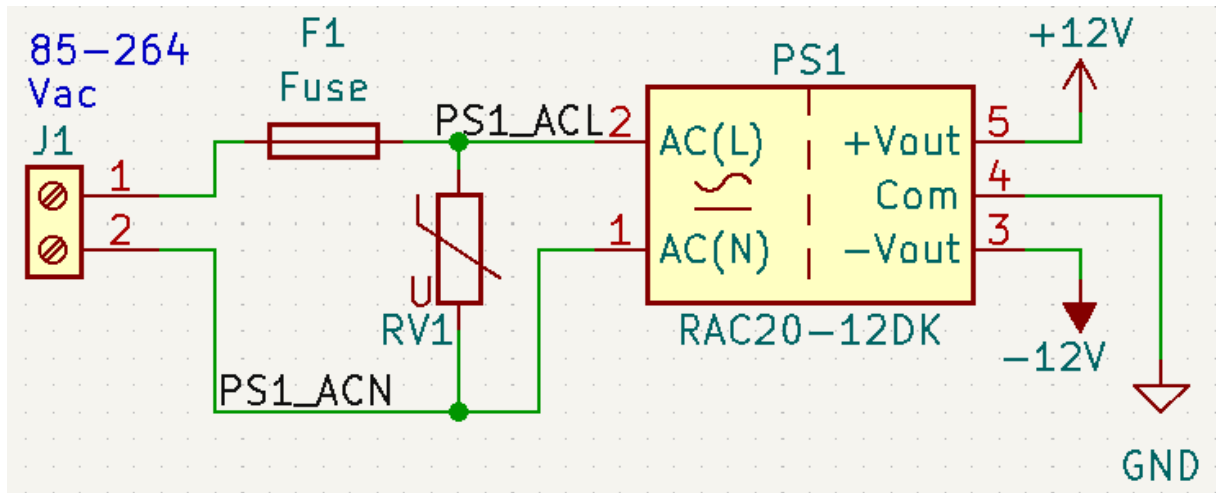 85-264
Vac
J1
1
2
F1
Fuse
PS1_ACL
PS1_ACN
U
RV1
PS1
2
AC(L)
1
AC(N)
+Vout
5
Com
4
-Vout
3
RAC20-12DK
+12V
-12V
GND